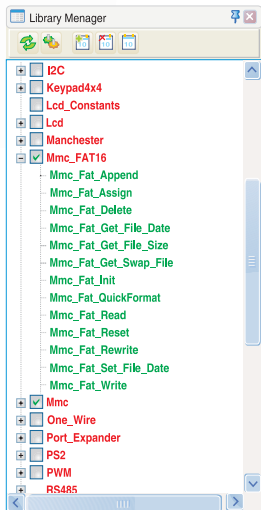 Library Menager
I2C
Keypad4x4
Lcd_Constants
Lcd
Manchester
Mmc_FAT16
Mmc_Fat_Append
Mmc_Fat_Assign
Mmc_Fat_Delete
Mmc_Fat_Get_File_Date
Mmc_Fat_Get_File_Size
Mmc_Fat_Get_Swap_File
Mmc_Fat_Init
Mmc_Fat_QuickFormat
Mmc_Fat_Read
Mmc_Fat_Reset
Mmc_Fat_Rewrite
Mmc_Fat_Set_File_Date
Mmc_Fat_Write
Mmc
One_Wire
Port_Expander
PS2
PWM
RS485